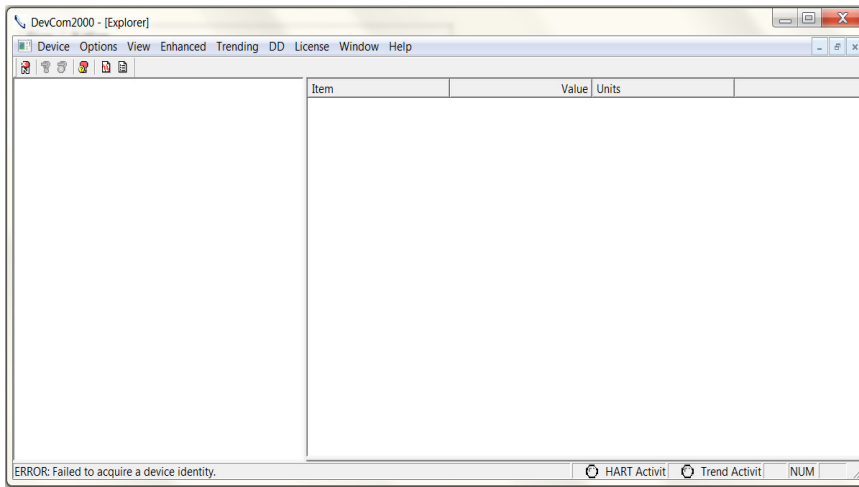 DevCom2000 - [Explorer]
Device Options View Enhanced Trending DD License Window Help
Item Value Units
ERROR: Failed to acquire a device identity. HART Activit Trend Activit NUM